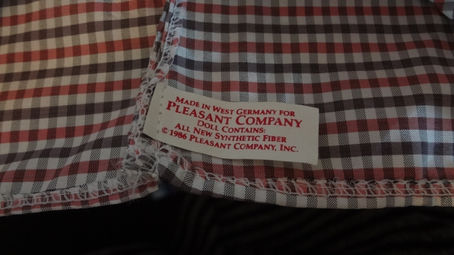 MADE IN WEST GERMANY FOR
PLEASANT COMPANY
DOLL CONTAINS:
ALL NEW SYNTHETIC FIBER
© 1986 PLEASANT COMPANY, INC.